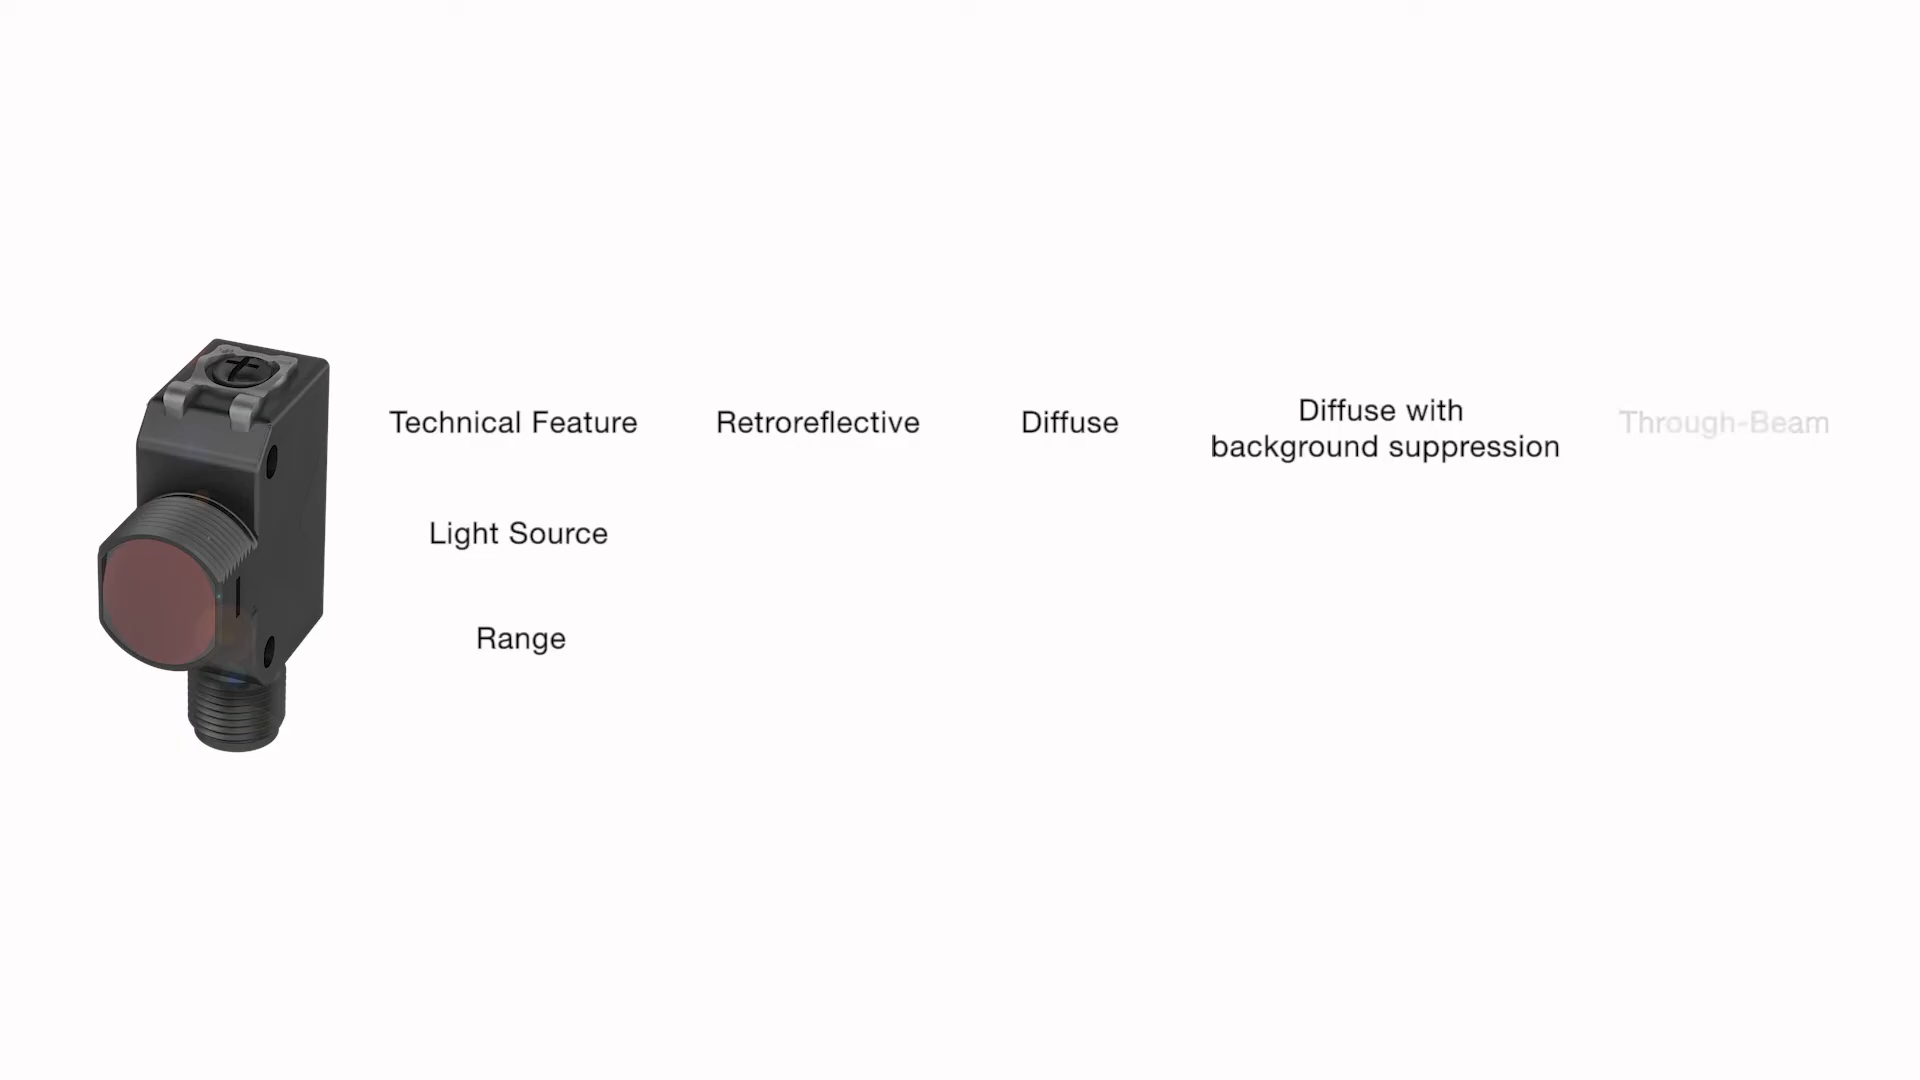 Technical Feature
Retroreflective
Diffuse
Diffuse with
background suppression
Through-Beam
Light Source
Range